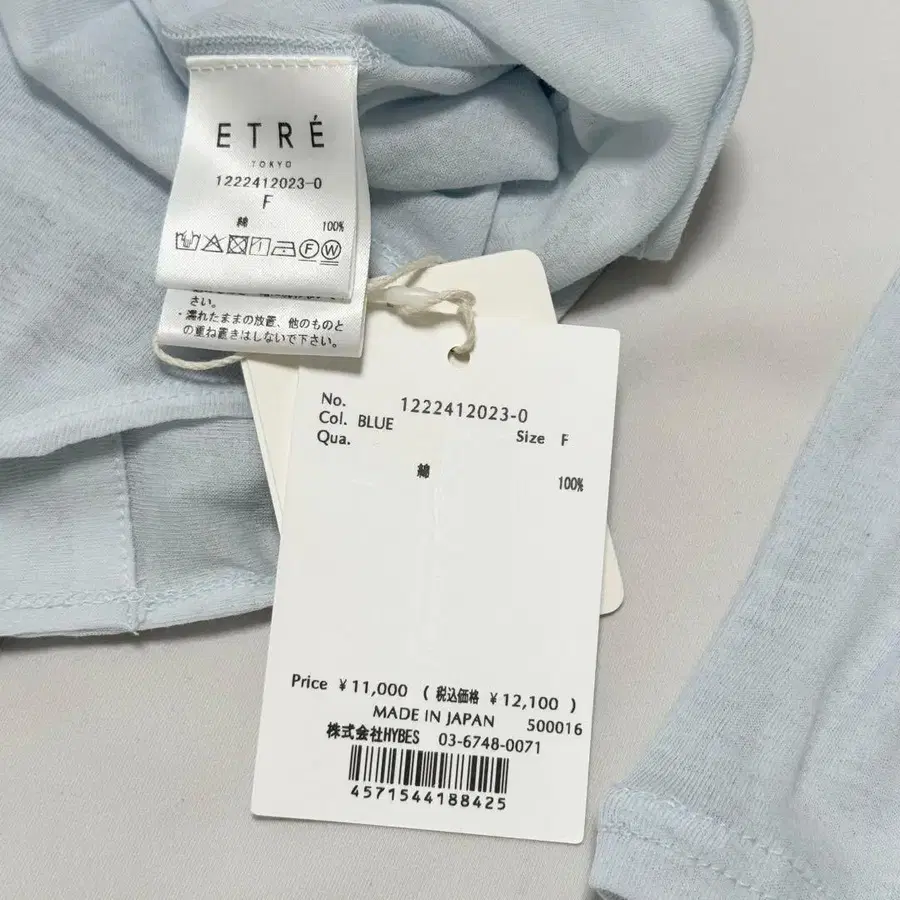 ETRÉ
TOKYO
1222412023-0
F
綿 100%
F W
さい。
・濡れたままの放置、他のものと
の重ね置きはしないで下さい。
No. 1222412023-0
Col. BLUE Size F
Qua.
綿 100%
Price ¥11,000 ( 税込価格 ¥12,100 )
MADE IN JAPAN 500016
株式会社HYBES 03-6748-0071
4571544188425